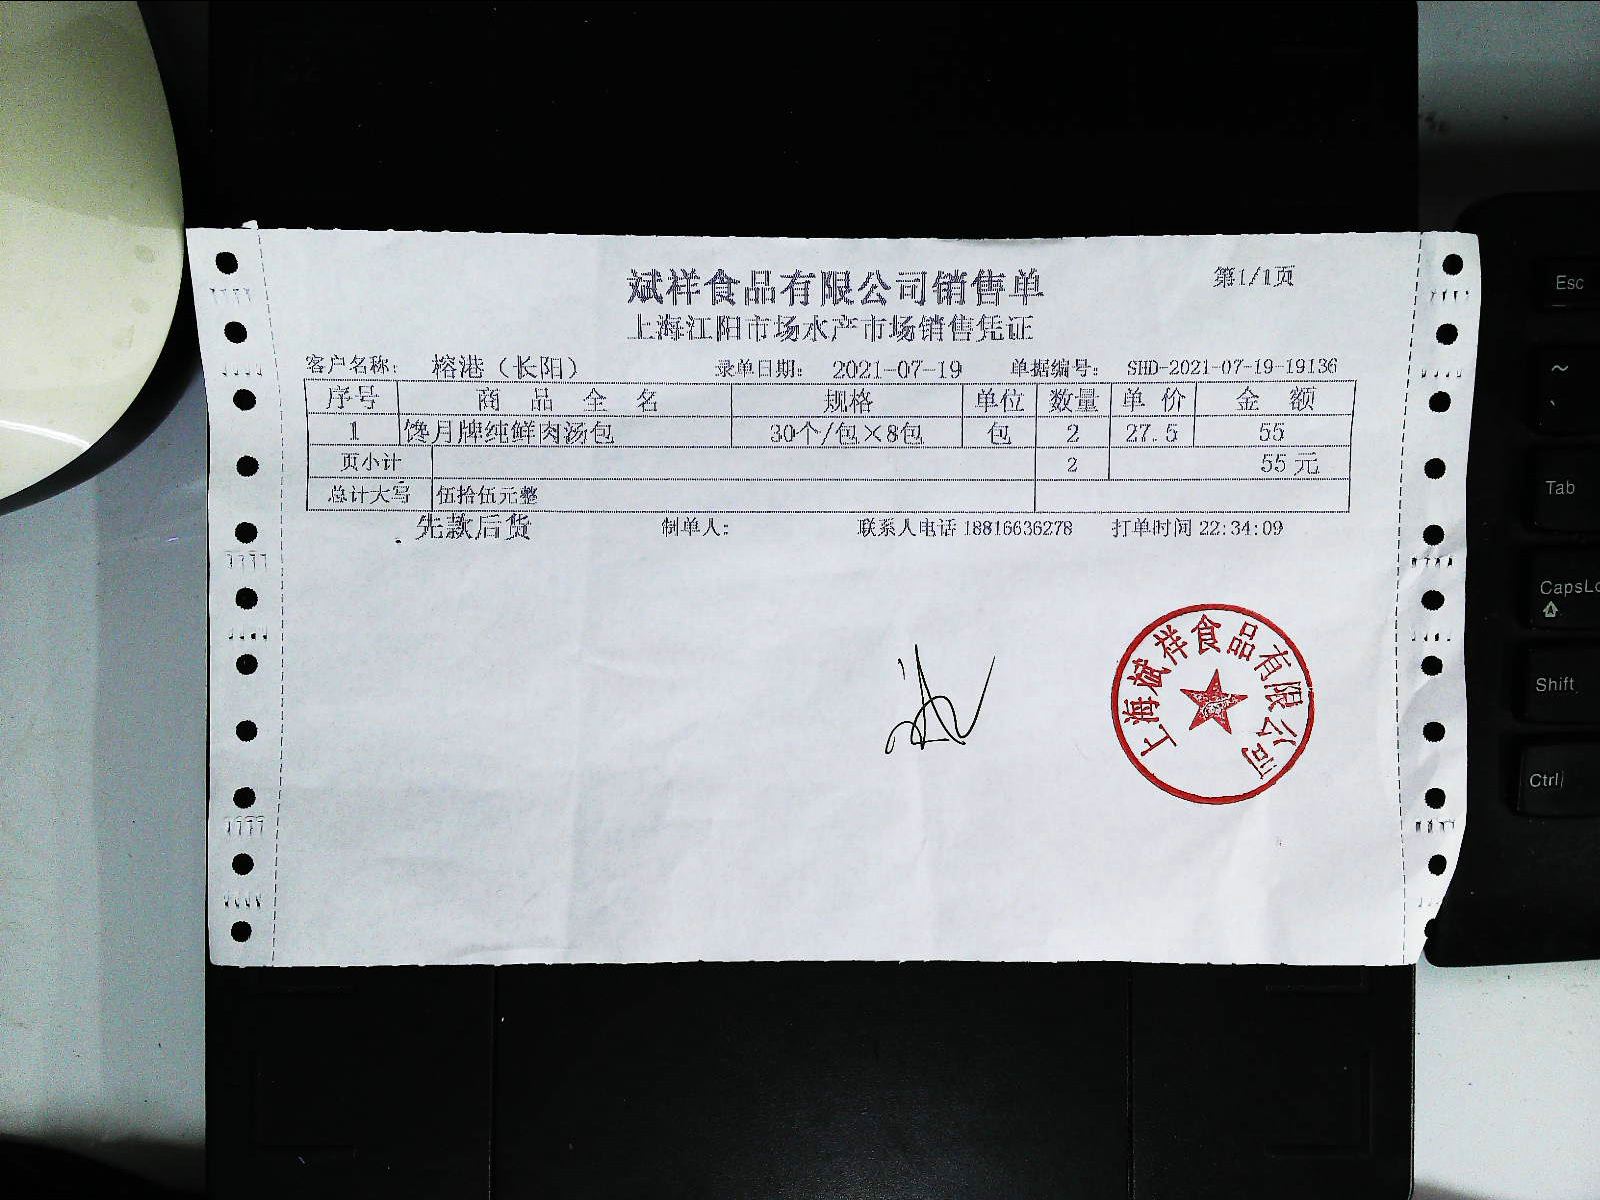 斌祥食品有限公司销售单
第1/1页
上海江阳市场水产市场销售凭证
客户名称: 榕港（长阳） 录单日期: 2021-07-19 单据编号: SHD-2021-07-19-19136
序号 商品全名 规格 单位 数量 单价 金额
1 馋月牌纯鲜肉汤包 30个/包×8包 包 2 27.5 55
页小计 2 55元
总计大写 伍拾伍元整
先款后货 制单人: 联系人电话 18816636278 打单时间 22:34:09
上海斌祥食品有限公司
Esc
~
`
Tab
CapsLo
Shift
Ctrl